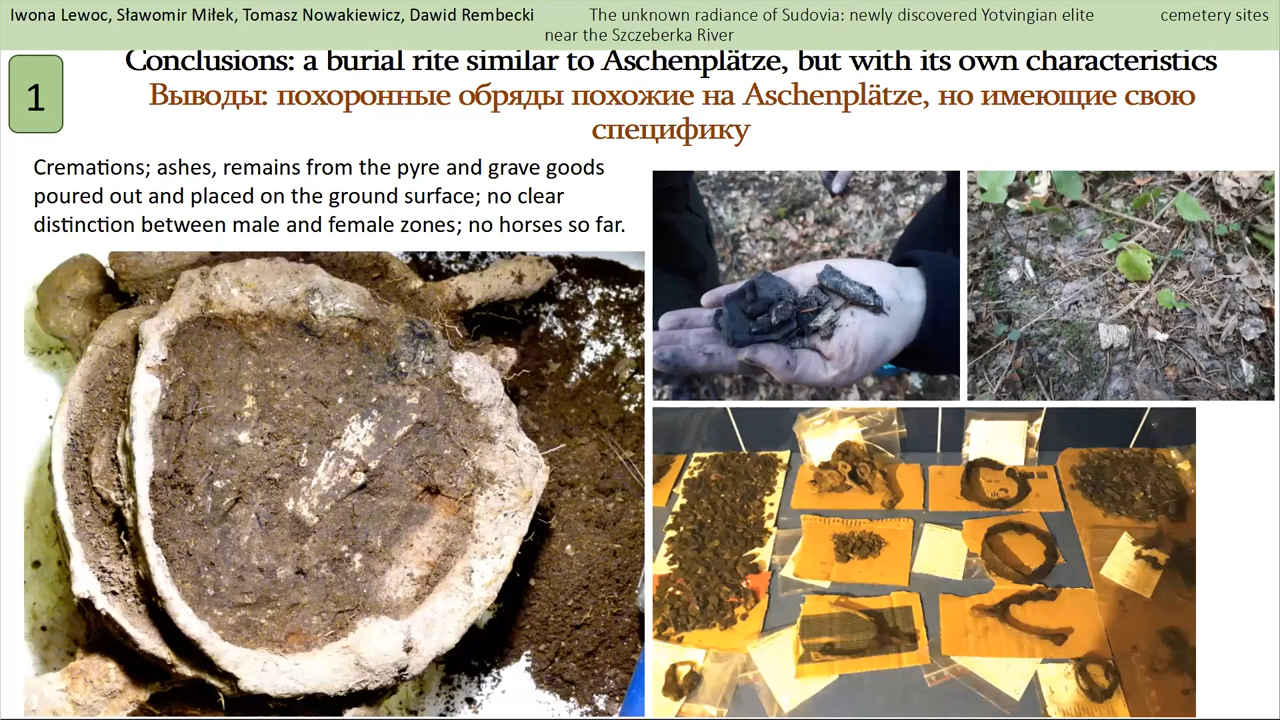 Iwona Lewoc, Sławomir Miłek, Tomasz Nowakiewicz, Dawid Rembecki The unknown radiance of Sudovia: newly discovered Yotvingian elite cemetery sites
near the Szczeberka River
1
Conclusions: a burial rite similar to Aschenplätze, but with its own characteristics
Выводы: похоронные обряды похожие на Aschenplätze, но имеющие свою
специфику
Cremations; ashes, remains from the pyre and grave goods
poured out and placed on the ground surface; no clear
distinction between male and female zones; no horses so far.